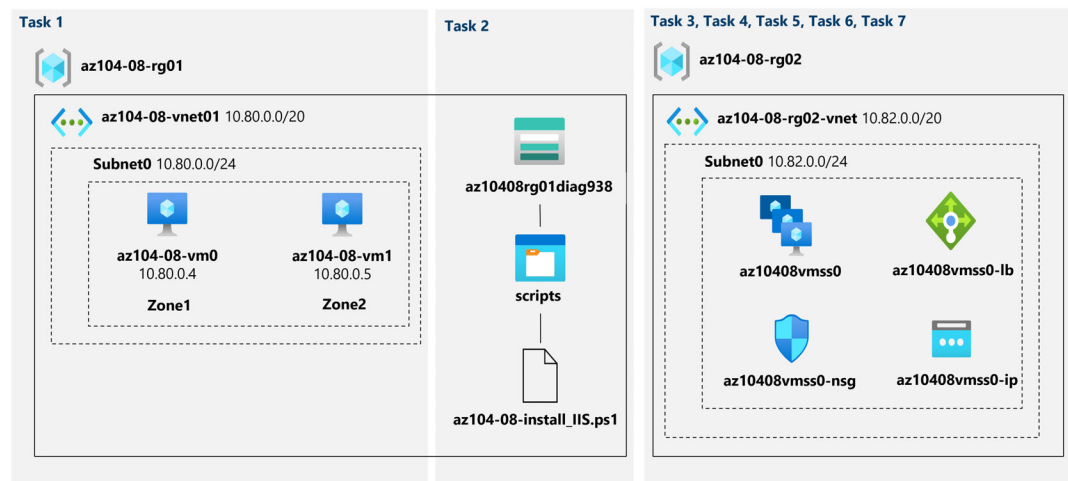 Task 1
az104-08-rg01
az104-08-vnet01 10.80.0.0/20
Subnet0 10.80.0.0/24
az104-08-vm0
10.80.0.4
Zone1
az104-08-vm1
10.80.0.5
Zone2
Task 2
az10408rg01diag938
scripts
az104-08-install_IIS.ps1
Task 3, Task 4, Task 5, Task 6, Task 7
az104-08-rg02
az104-08-rg02-vnet 10.82.0.0/20
Subnet0 10.82.0.0/24
az10408vmss0
az10408vmss0-lb
az10408vmss0-nsg
az10408vmss0-ip